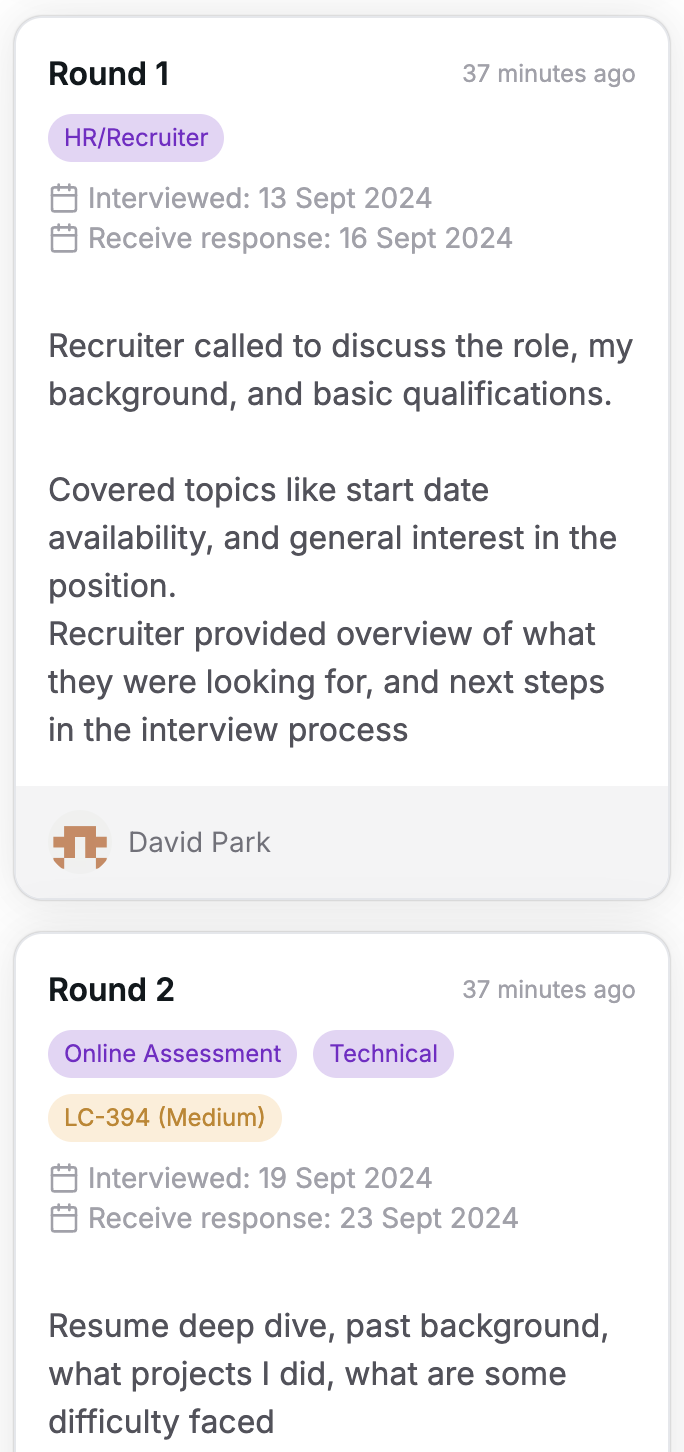 Round 1
37 minutes ago
HR/Recruiter
Interviewed: 13 Sept 2024
Receive response: 16 Sept 2024
Recruiter called to discuss the role, my
background, and basic qualifications.
Covered topics like start date
availability, and general interest in the
position.
Recruiter provided overview of what
they were looking for, and next steps
in the interview process
David Park
Round 2
37 minutes ago
Online Assessment
Technical
LC-394 (Medium)
Interviewed: 19 Sept 2024
Receive response: 23 Sept 2024
Resume deep dive, past background,
what projects I did, what are some
difficulty faced